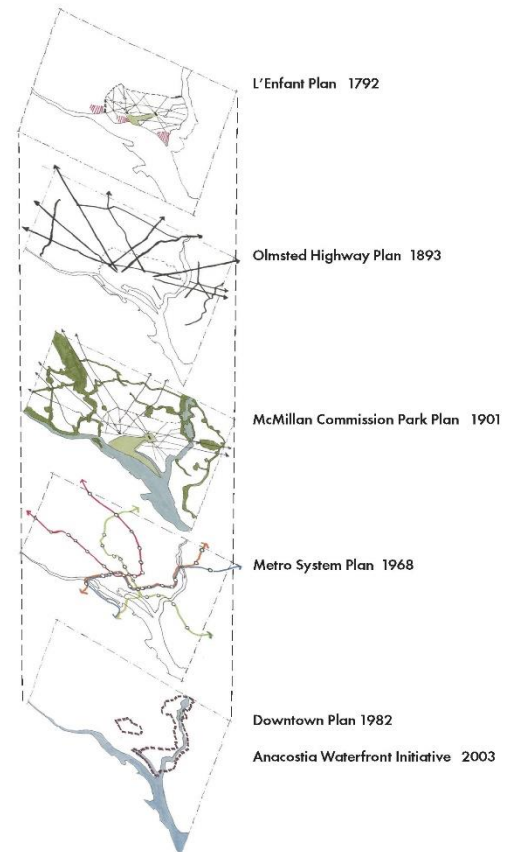 L'Enfant Plan 1792
Olmsted Highway Plan 1893
McMillan Commission Park Plan 1901
Metro System Plan 1968
Downtown Plan 1982
Anacostia Waterfront Initiative 2003